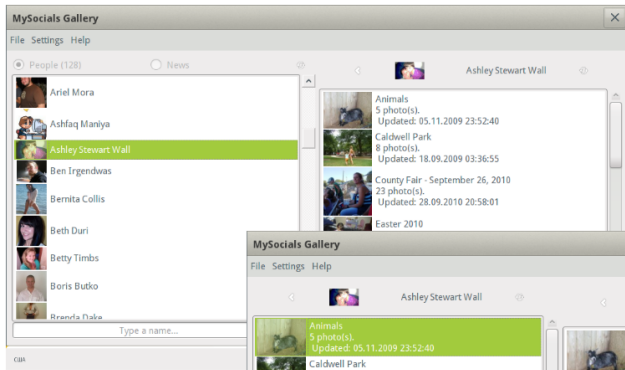 MySocials Gallery
File Settings Help
People (128)
News
Ashley Stewart Wall
Ariel Mora
Ashfaq Maniya
Ashley Stewart Wall
Ben Irgendwas
Bernita Collis
Beth Duri
Betty Timbs
Boris Butko
Brenda Dake
Type a name...
Animals
5 photo(s).
Updated: 05.11.2009 23:52:40
Caldwell Park
8 photo(s).
Updated: 18.09.2009 03:36:55
County Fair - September 26, 2010
23 photo(s).
Updated: 28.09.2010 20:58:01
Easter 2010
MySocials Gallery
File Settings Help
Ashley Stewart Wall
Animals
5 photo(s).
Updated: 05.11.2009 23:52:40
Caldwell Park